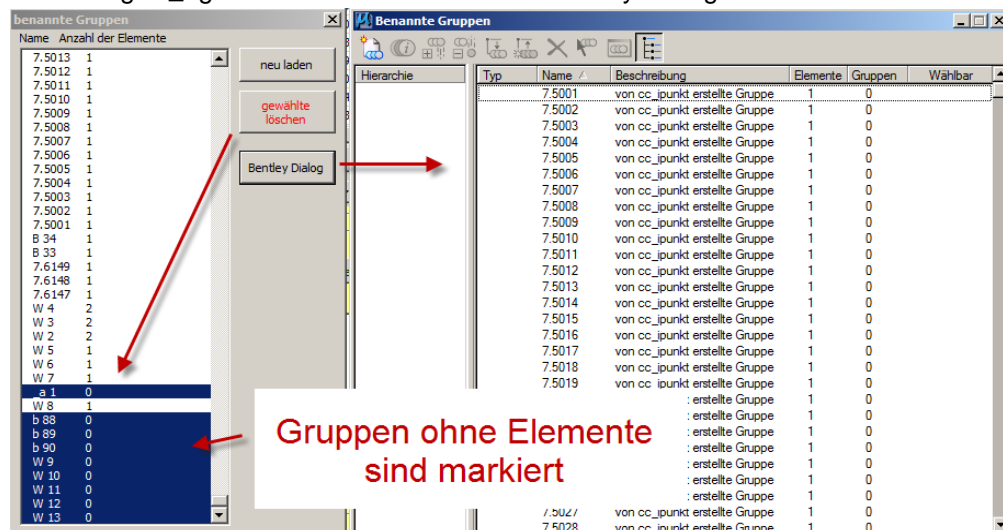 benannte Gruppen
Name Anzahl der Elemente
7.5013 1
7.5012 1
7.5011 1
7.5010 1
7.5009 1
7.5008 1
7.5007 1
7.5006 1
7.5005 1
7.5004 1
7.5003 1
7.5002 1
7.5001 1
B 34 1
B 33 1
7.6149 1
7.6148 1
7.6147 1
W 4 2
W 3 2
W 2 2
W 5 1
W 6 1
W 7 1
_a 1 0
W 8 1
b 88 0
b 89 0
b 90 0
W 9 0
W 10 0
W 11 0
W 12 0
W 13 0
neu laden
gewählte
löschen
Bentley Dialog
Benannte Gruppen
Hierarchie
Typ Name Beschreibung Elemente Gruppen Wählbar
7.5001 von cc_ipunkt erstellte Gruppe 1 0
7.5002 von cc_ipunkt erstellte Gruppe 1 0
7.5003 von cc_ipunkt erstellte Gruppe 1 0
7.5004 von cc_ipunkt erstellte Gruppe 1 0
7.5005 von cc_ipunkt erstellte Gruppe 1 0
7.5006 von cc_ipunkt erstellte Gruppe 1 0
7.5007 von cc_ipunkt erstellte Gruppe 1 0
7.5008 von cc_ipunkt erstellte Gruppe 1 0
7.5009 von cc_ipunkt erstellte Gruppe 1 0
7.5010 von cc_ipunkt erstellte Gruppe 1 0
7.5011 von cc_ipunkt erstellte Gruppe 1 0
7.5012 von cc_ipunkt erstellte Gruppe 1 0
7.5013 von cc_ipunkt erstellte Gruppe 1 0
7.5014 von cc_ipunkt erstellte Gruppe 1 0
7.5015 von cc_ipunkt erstellte Gruppe 1 0
7.5016 von cc_ipunkt erstellte Gruppe 1 0
7.5017 von cc_ipunkt erstellte Gruppe 1 0
7.5018 von cc_ipunkt erstellte Gruppe 1 0
7.5019 von cc_ipunkt erstellte Gruppe 1 0
erstellte Gruppe 1 0
erstellte Gruppe 1 0
erstellte Gruppe 1 0
erstellte Gruppe 1 0
erstellte Gruppe 1 0
erstellte Gruppe 1 0
erstellte Gruppe 1 0
7.5027 von cc_ipunkt erstellte Gruppe 1 0
7.5028 von cc_ipunkt erstellte Gruppe 1 0
Gruppen ohne Elemente
sind markiert